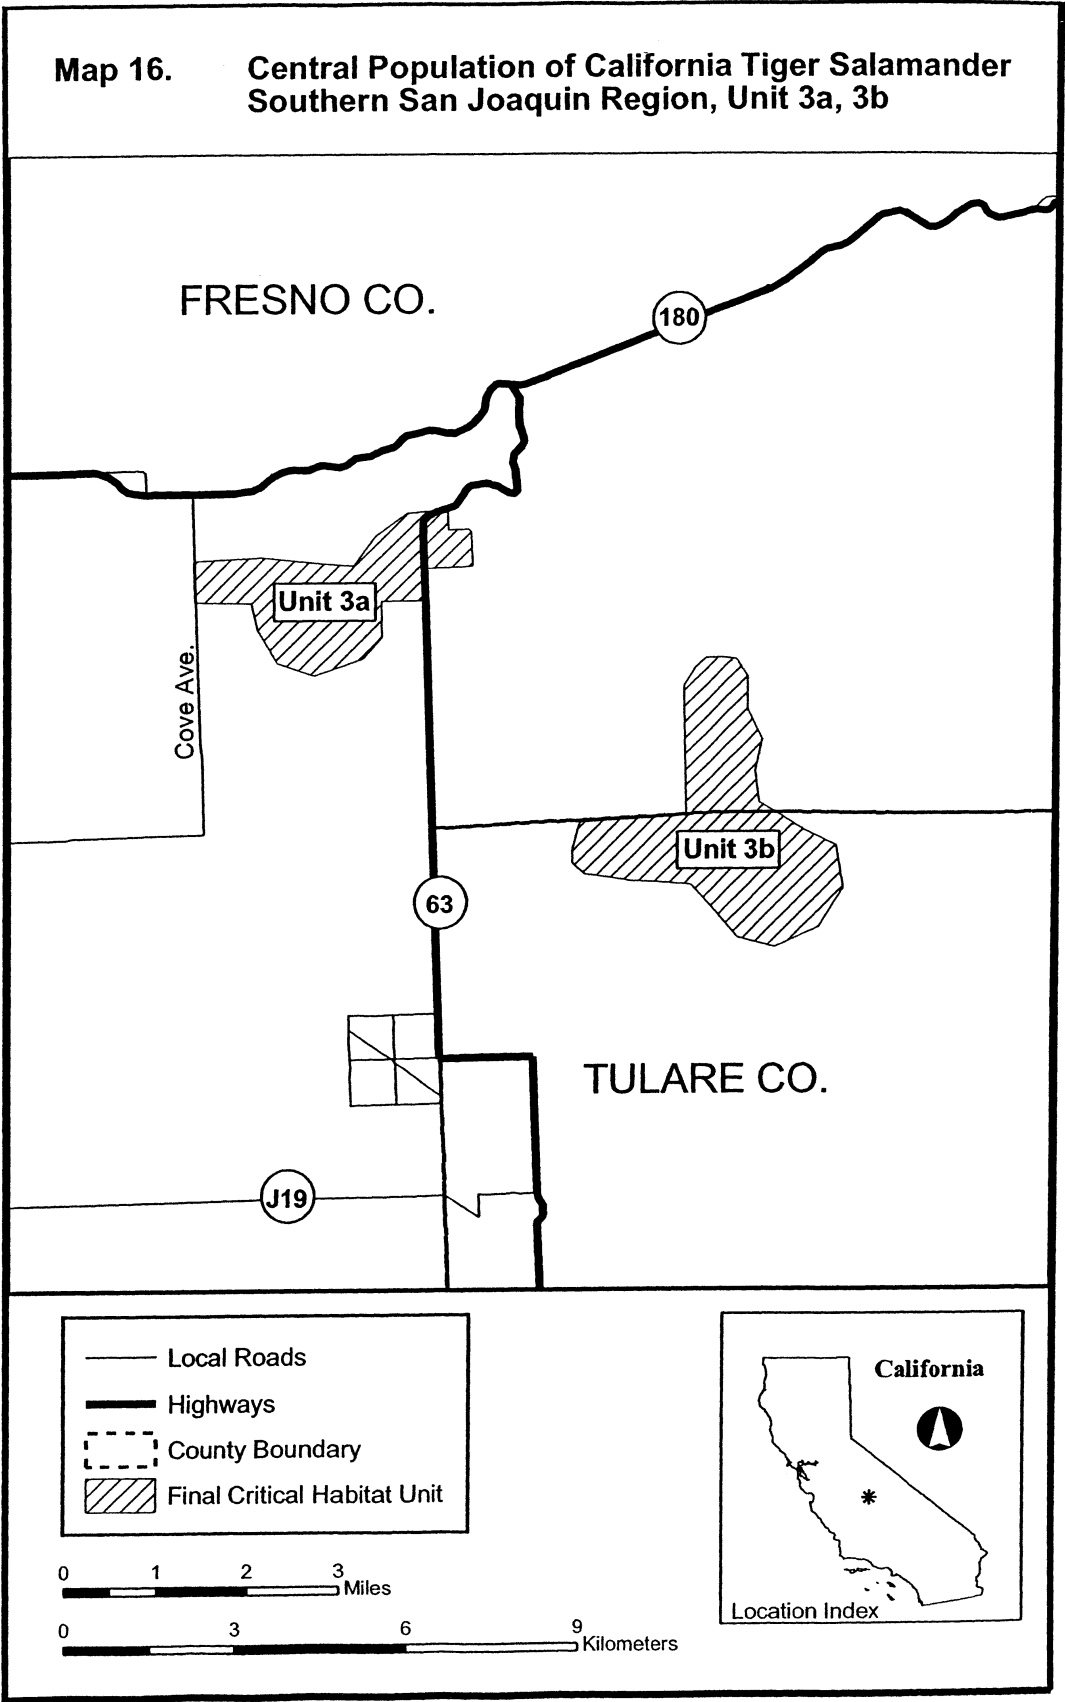 Map 16.
Central Population of California Tiger Salamander
Southern San Joaquin Region, Unit 3a, 3b
FRESNO CO.
180
Unit 3a
Cove Ave.
Unit 3b
63
TULARE CO.
J19
Local Roads
Highways
County Boundary
Final Critical Habitat Unit
0 1 2 3 Miles
0 3 6 9 Kilometers
California
Location Index